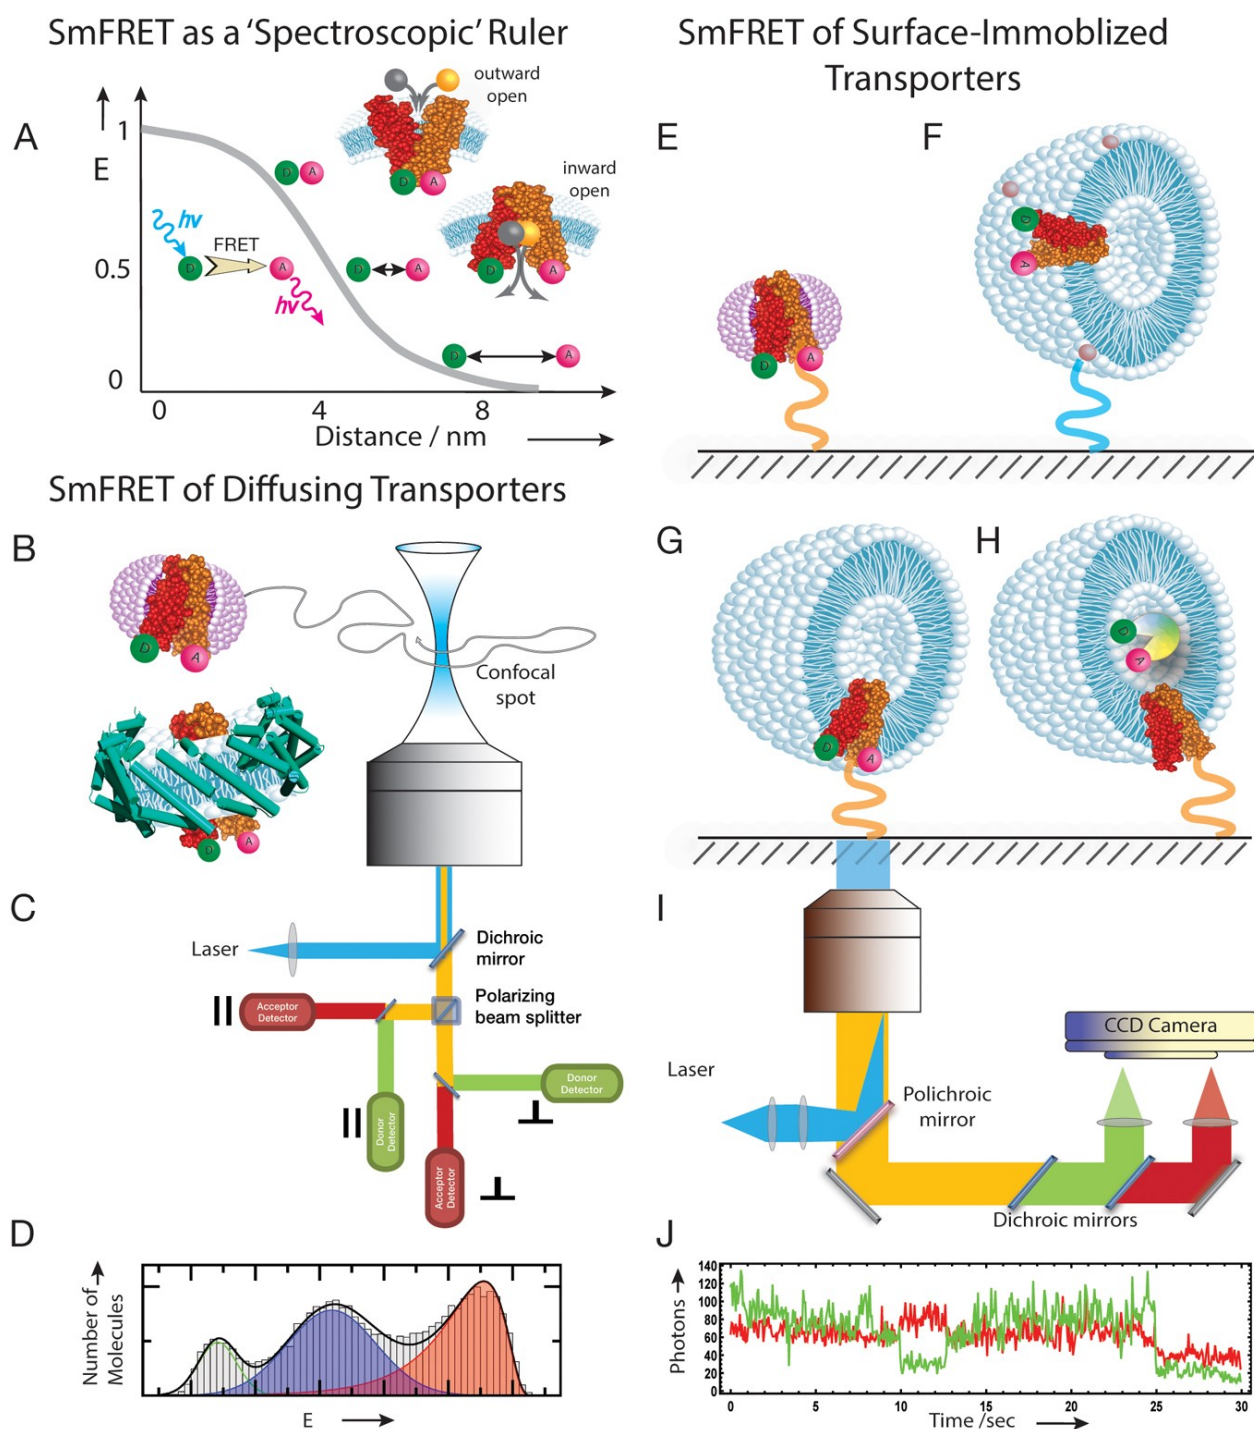 SmFRET as a ‘Spectroscopic’ Ruler
SmFRET of Surface-Immoblized
Transporters
A
E
1
0.5
0
hν
FRET
hν
D
A
D
A
D
A
D
A
outward
open
D
A
inward
open
D
A
0
4
8
Distance / nm
E
D
A
F
D
A
SmFRET of Diffusing Transporters
B
D
A
D
A
Confocal
spot
G
D
A
H
D
A
C
Laser
Dichroic
mirror
Polarizing
beam splitter
Acceptor
Detector
Donor
Detector
Donor
Detector
Acceptor
Detector
I
Laser
Polichroic
mirror
CCD Camera
Dichroic mirrors
D
Number of
Molecules
E
J
Photons
140
120
100
80
60
40
20
0
0
5
10
15
20
25
30
Time /sec